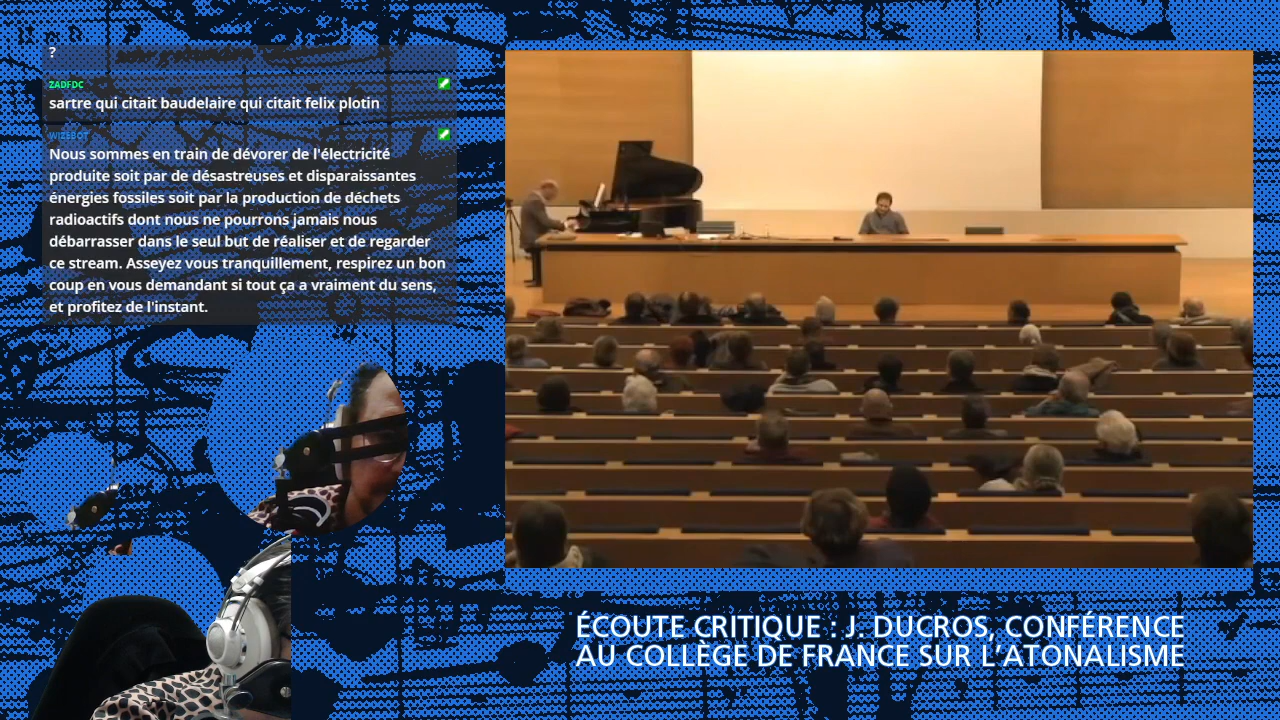 ?
ZADFDC
sartre qui citait baudelaire qui citait felix plotin
WIZEBOT
Nous sommes en train de dévorer de l'électricité
produite soit par de désastreuses et disparaissantes
énergies fossiles soit par la production de déchets
radioactifs dont nous ne pourrons jamais nous
débarrasser dans le seul but de réaliser et de regarder
ce stream. Asseyez vous tranquillement, respirez un bon
coup en vous demandant si tout ça a vraiment du sens,
et profitez de l'instant.
ÉCOUTE CRITIQUE : J. DUCROS, CONFÉRENCE
AU COLLÈGE DE FRANCE SUR L’ATONALISME